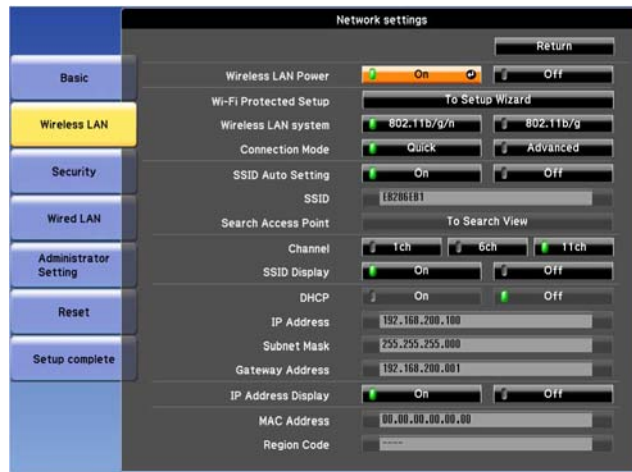 Network settings
Return
Basic
Wireless LAN
Security
Wired LAN
Administrator
Setting
Reset
Setup complete
Wireless LAN Power On Off
Wi-Fi Protected Setup To Setup Wizard
Wireless LAN system 802.11b/g/n 802.11b/g
Connection Mode Quick Advanced
SSID Auto Setting On Off
SSID EB286EB1
Search Access Point To Search View
Channel 1ch 6ch 11ch
SSID Display On Off
DHCP On Off
IP Address 192.168.200.100
Subnet Mask 255.255.255.000
Gateway Address 192.168.200.001
IP Address Display On Off
MAC Address 00.00.00.00.00.00
Region Code ----